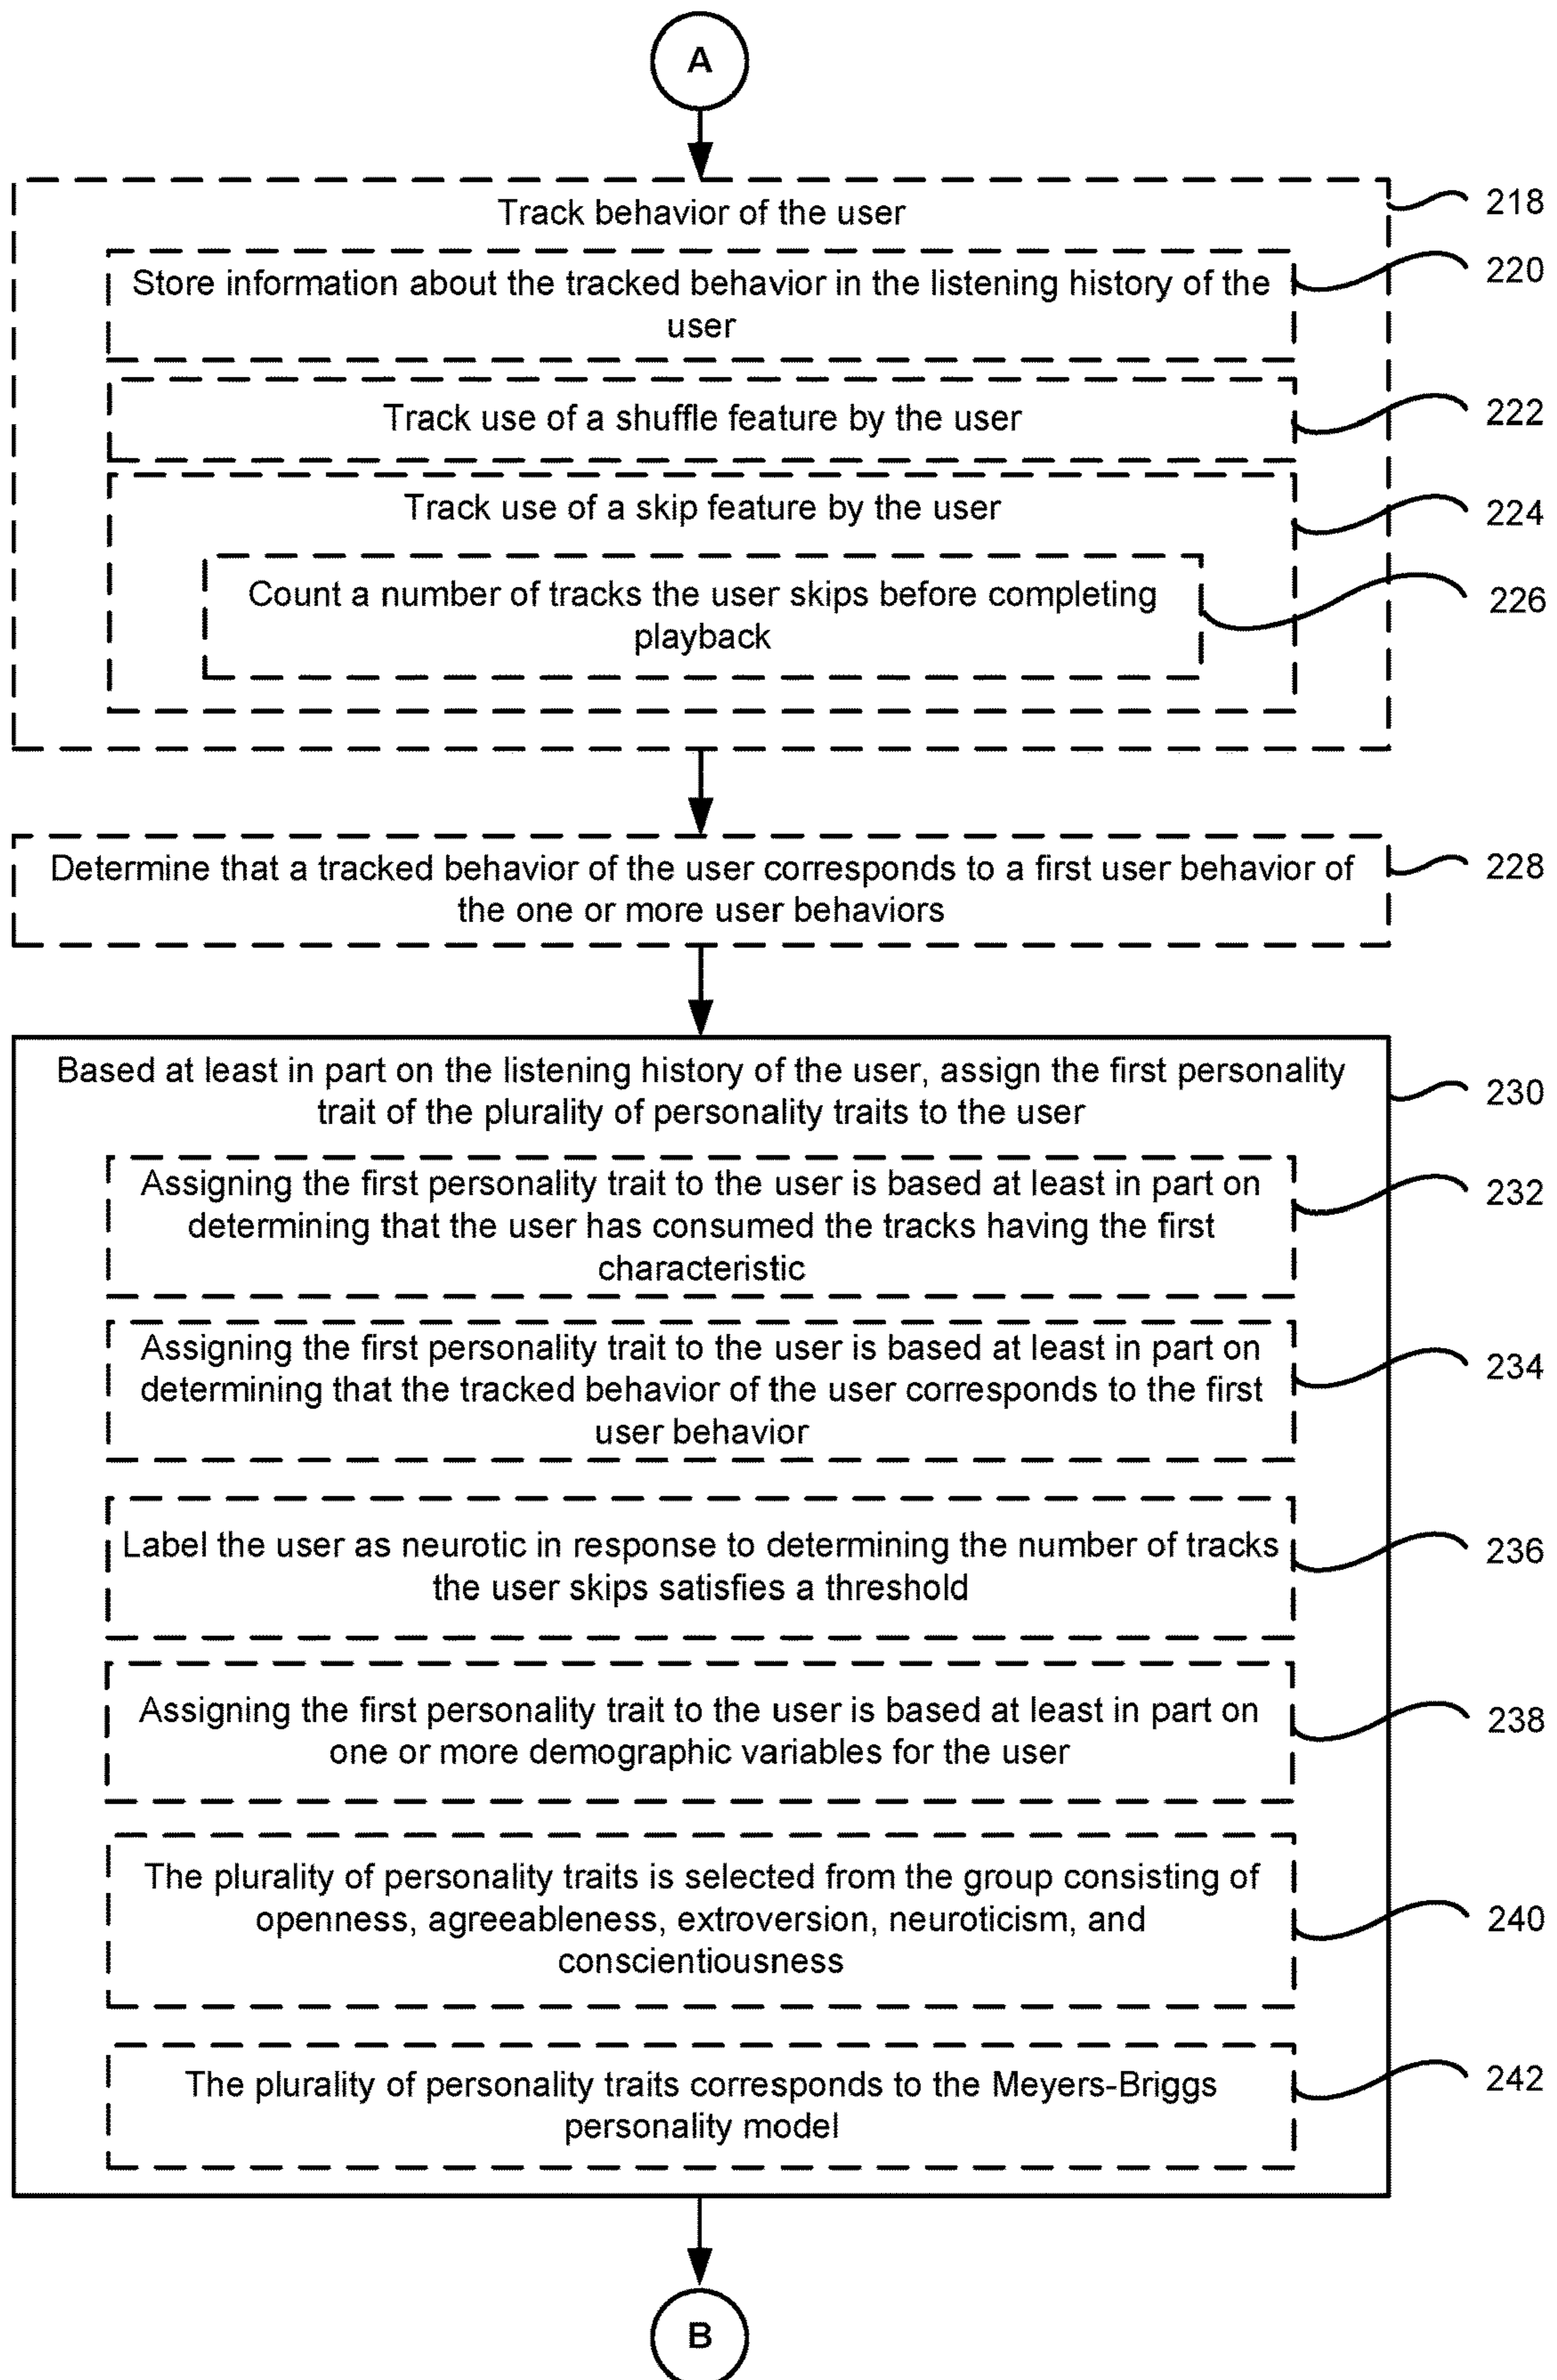 A
Track behavior of the user
218
Store information about the tracked behavior in the listening history of the
user
220
Track use of a shuffle feature by the user
222
Track use of a skip feature by the user
224
Count a number of tracks the user skips before completing
playback
226
Determine that a tracked behavior of the user corresponds to a first user behavior of
the one or more user behaviors
228
Based at least in part on the listening history of the user, assign the first personality
trait of the plurality of personality traits to the user
230
Assigning the first personality trait to the user is based at least in part on
determining that the user has consumed the tracks having the first
characteristic
232
Assigning the first personality trait to the user is based at least in part on
determining that the tracked behavior of the user corresponds to the first
user behavior
234
Label the user as neurotic in response to determining the number of tracks
the user skips satisfies a threshold
236
Assigning the first personality trait to the user is based at least in part on
one or more demographic variables for the user
238
The plurality of personality traits is selected from the group consisting of
openness, agreeableness, extroversion, neuroticism, and
conscientiousness
240
The plurality of personality traits corresponds to the Meyers-Briggs
personality model
242
B